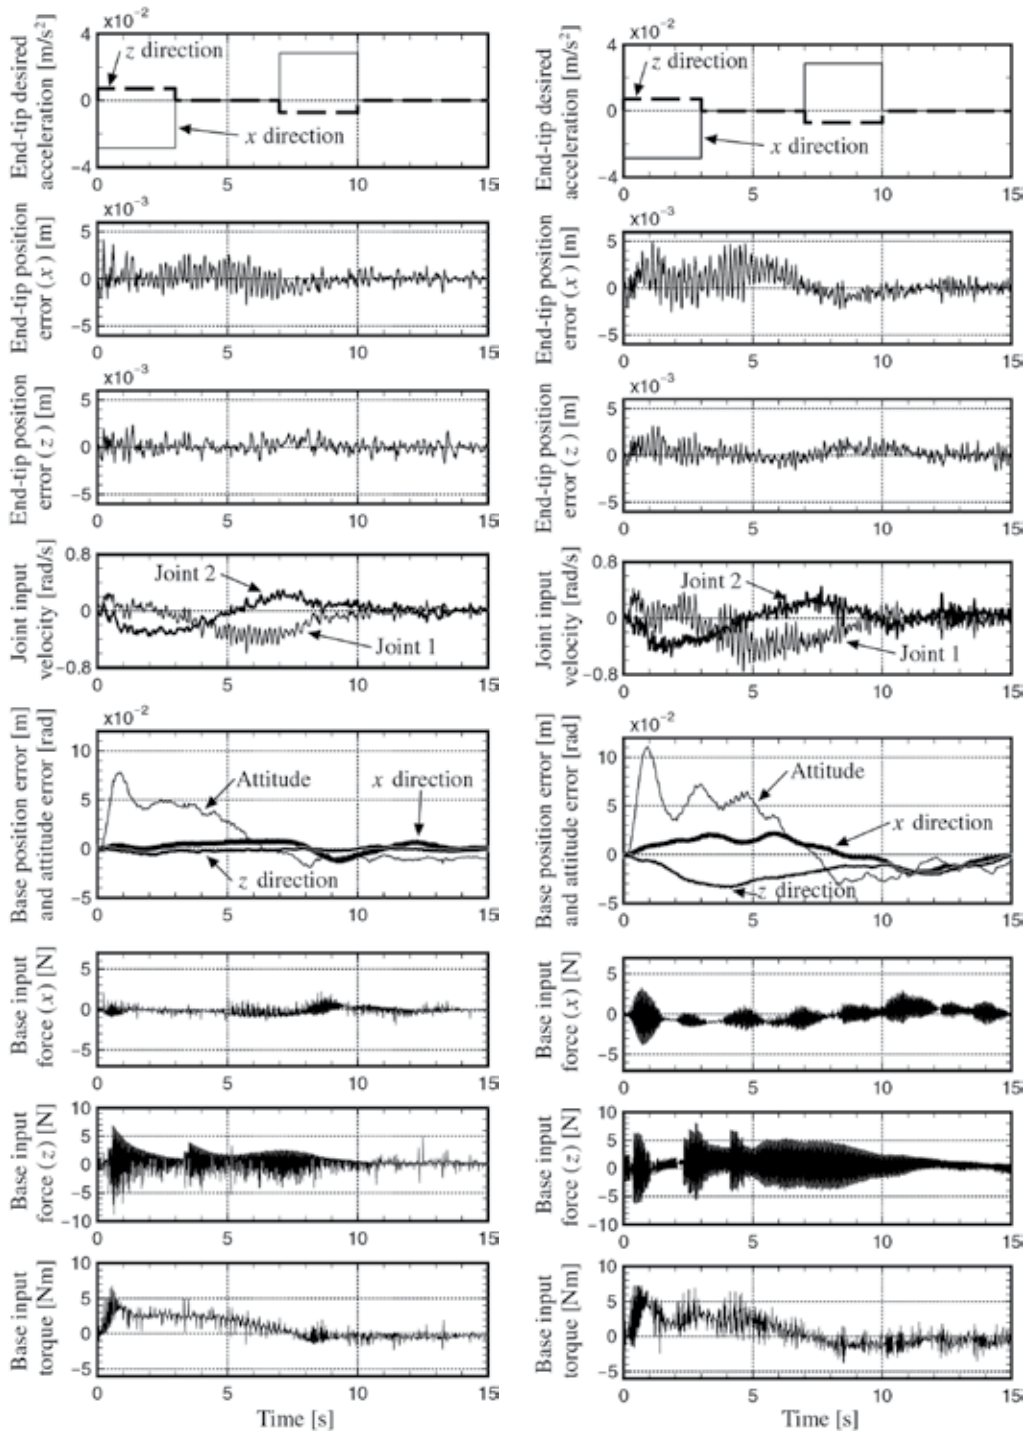 x10⁻²
End-tip desired
acceleration [m/s²]
4
0
−4
z direction
x direction
0 5 10 15
x10⁻³
End-tip position
error (x) [m]
5
0
−5
0 5 10 15
x10⁻³
End-tip position
error (z) [m]
5
0
−5
0 5 10 15
Joint input
velocity [rad/s]
0.8
0
−0.8
Joint 2
Joint 1
0 5 10 15
x10⁻²
Base position error [m]
and attitude error [rad]
10
5
0
−5
Attitude
x direction
z direction
0 5 10 15
Base input
force (x) [N]
5
0
−5
0 5 10 15
Base input
force (z) [N]
10
5
0
−5
−10
0 5 10 15
Base input
torque [Nm]
10
5
0
−5
0 5 10 15
Time [s]
x10⁻²
End-tip desired
acceleration [m/s²]
4
0
−4
z direction
x direction
0 5 10 15
x10⁻³
End-tip position
error (x) [m]
5
0
−5
0 5 10 15
x10⁻³
End-tip position
error (z) [m]
5
0
−5
0 5 10 15
Joint input
velocity [rad/s]
0.8
0
−0.8
Joint 2
Joint 1
0 5 10 15
x10⁻²
Base position error [m]
and attitude error [rad]
10
5
0
−5
Attitude
x direction
z direction
0 5 10 15
Base input
force (x) [N]
5
0
−5
0 5 10 15
Base input
force (z) [N]
10
5
0
−5
−10
0 5 10 15
Base input
torque [Nm]
10
5
0
−5
0 5 10 15
Time [s]